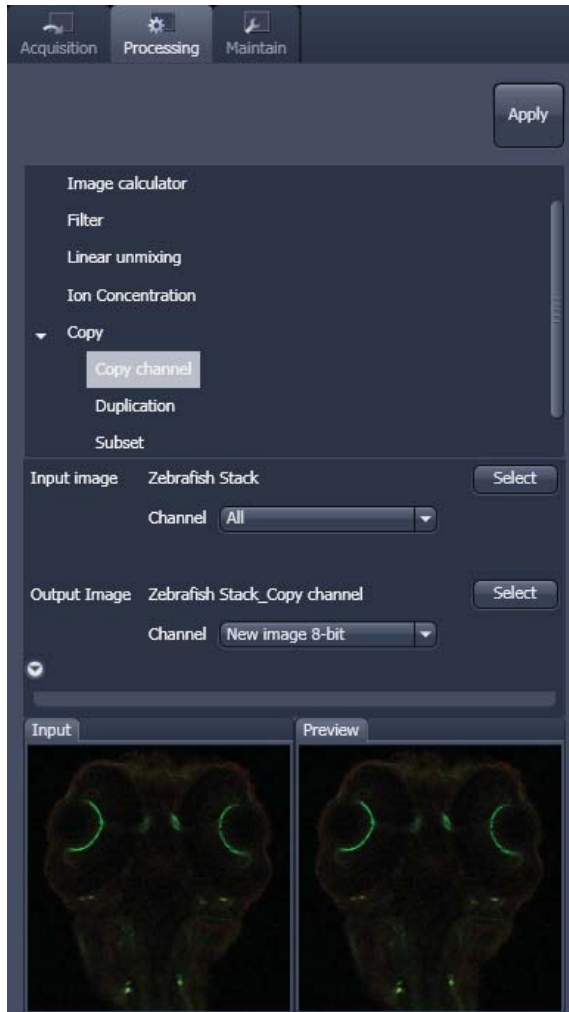 Acquisition Processing Maintain
Apply
Image calculator
Filter
Linear unmixing
Ion Concentration
Copy
Copy channel
Duplication
Subset
Input image Zebrafish Stack Select
Channel All
Output Image Zebrafish Stack_Copy channel Select
Channel New image 8-bit
Input Preview